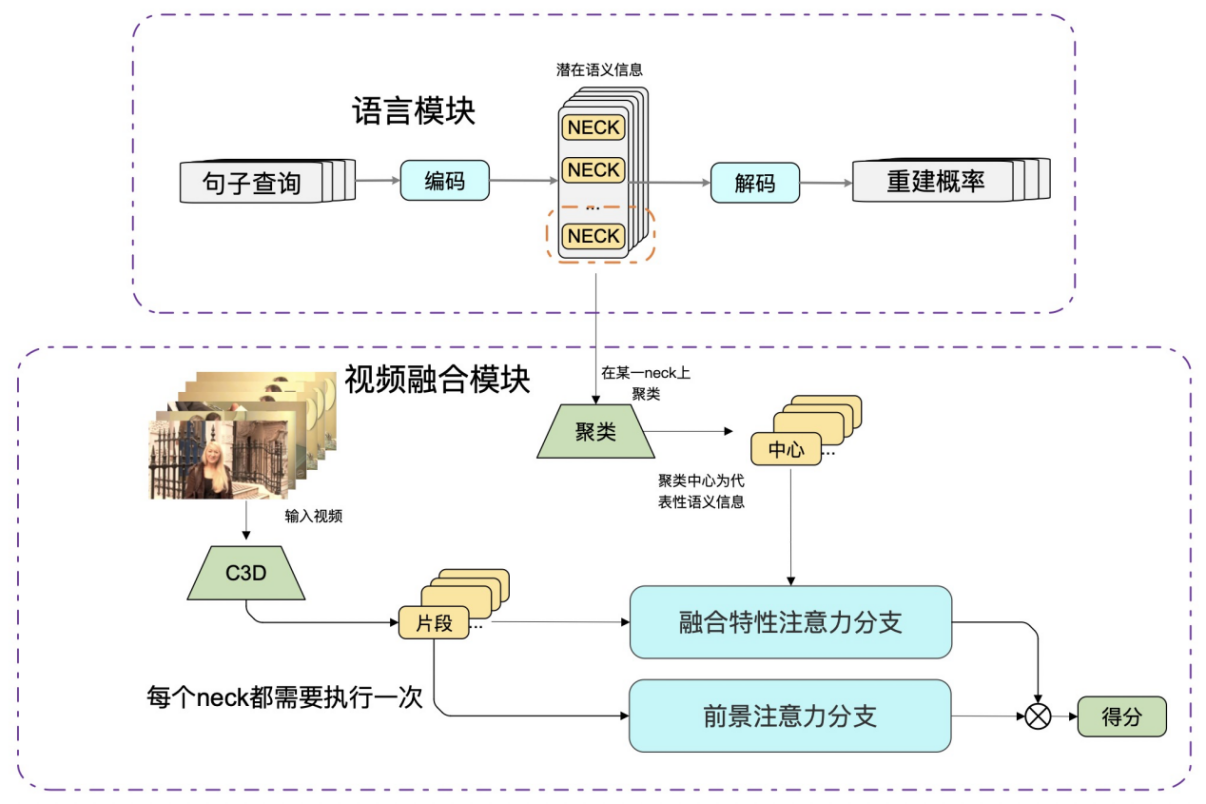 潜在语义信息
语言模块
NECK
NECK
...
NECK
句子查询
编码
解码
重建概率
视频融合模块
在某一neck上
聚类
聚类
中心
...
聚类中心为代
表性语义信息
输入视频
C3D
片段
...
融合特性注意力分支
每个neck都需要执行一次
前景注意力分支
得分